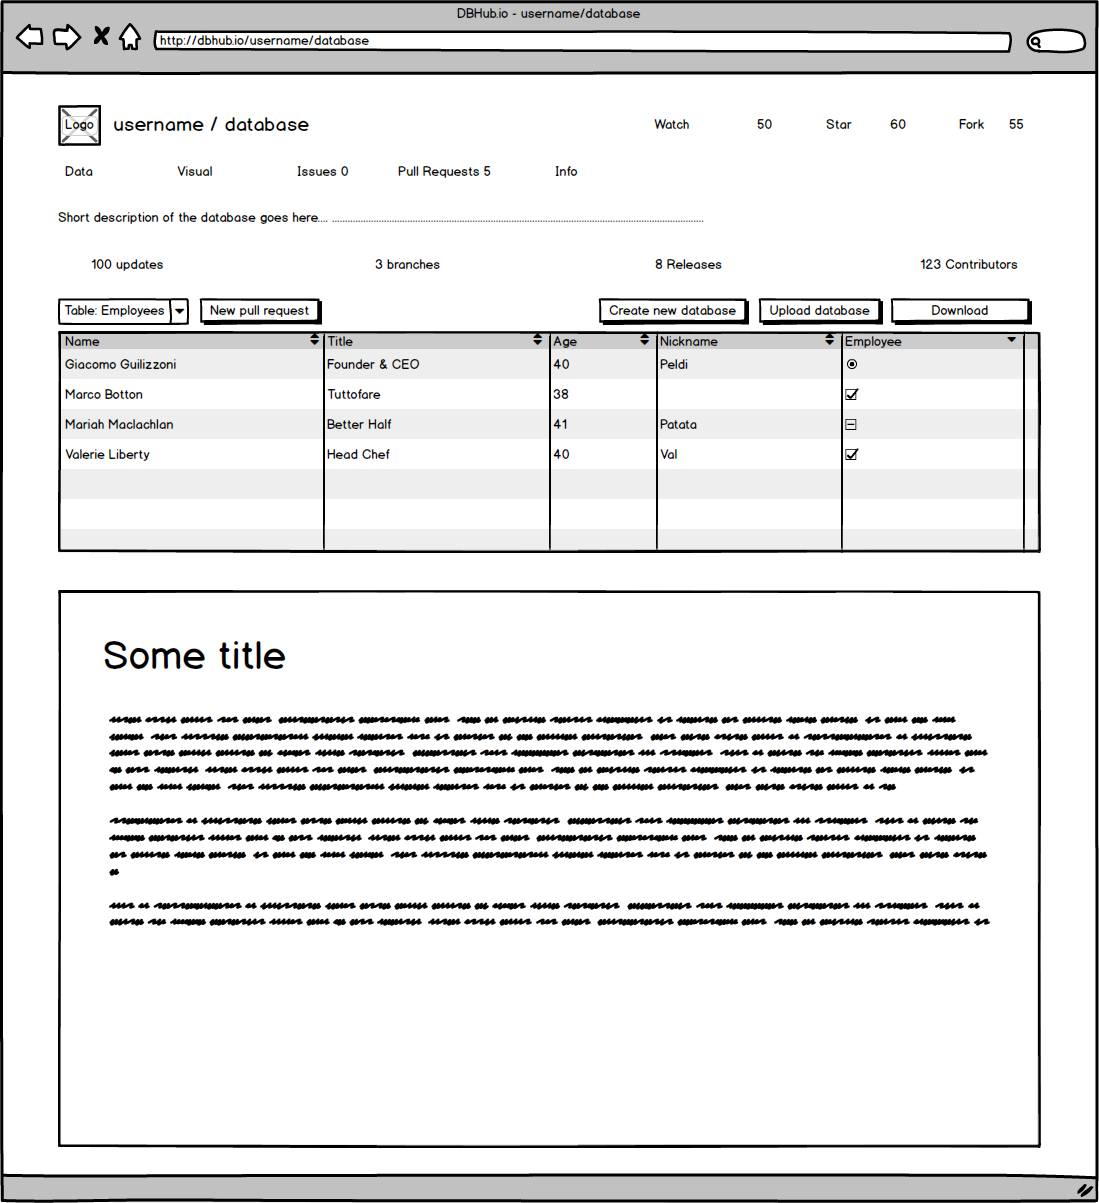 DBHub.io - username/database
http://dbhub.io/username/database
Logo username / database Watch 50 Star 60 Fork 55
Data Visual Issues 0 Pull Requests 5 Info
Short description of the database goes here.... ..........................................................................................................................
100 updates 3 branches 8 Releases 123 Contributors
Table: Employees New pull request Create new database Upload database Download
Name Title Age Nickname Employee
Giacomo Guilizzoni Founder & CEO 40 Peldi
Marco Botton Tuttofare 38
Mariah Maclachlan Better Half 41 Patata
Valerie Liberty Head Chef 40 Val
Some title